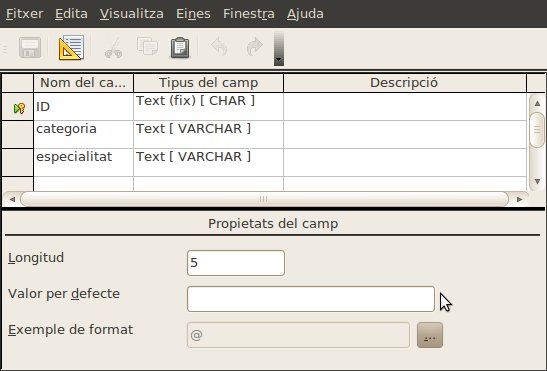 Fitxer Edita Visualitza Eines Finestra Ajuda
Nom del ca... Tipus del camp Descripció
ID Text (fix) [ CHAR ]
categoria Text [ VARCHAR ]
especialitat Text [ VARCHAR ]
Propietats del camp
Longitud 5
Valor per defecte
Exemple de format @ ...